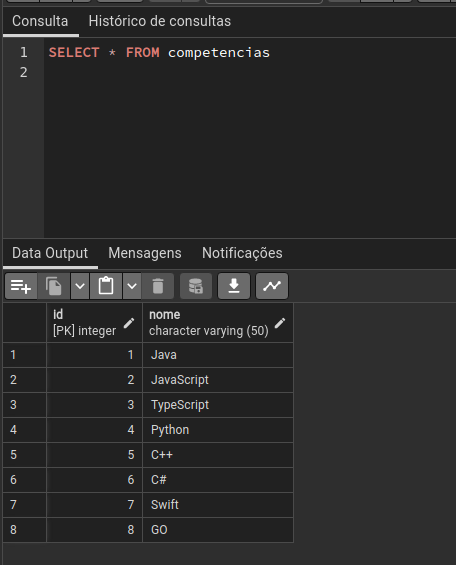 Consulta Histórico de consultas
1 SELECT * FROM competencias
2
Data Output Mensagens Notificações
id nome
[PK] integer character varying (50)
1 1 Java
2 2 JavaScript
3 3 TypeScript
4 4 Python
5 5 C++
6 6 C#
7 7 Swift
8 8 GO